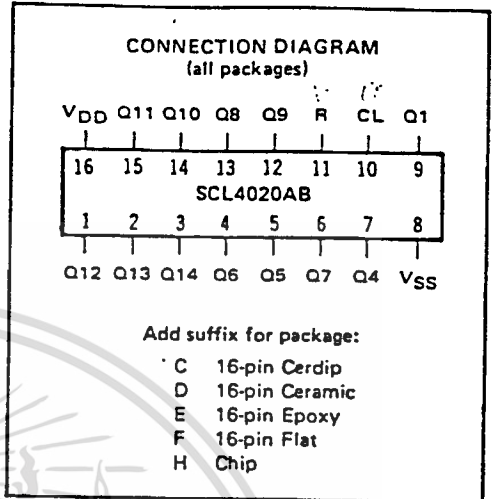 CONNECTION DIAGRAM
(all packages)
VDD Q11 Q10 Q8 Q9 R CL Q1
16 15 14 13 12 11 10 9
SCL4020AB
1 2 3 4 5 6 7 8
Q12 Q13 Q14 Q6 Q5 Q7 Q4 VSS
Add suffix for package:
C 16-pin Cerdip
D 16-pin Ceramic
E 16-pin Epoxy
F 16-pin Flat
H Chip